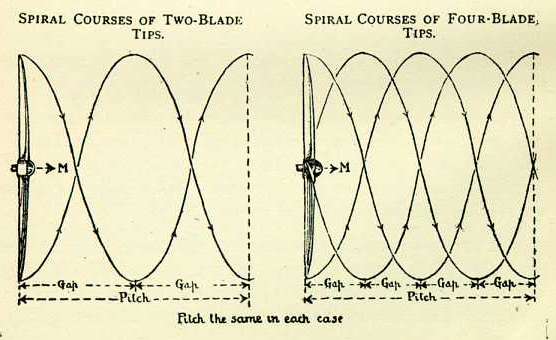 SPIRAL COURSES OF TWO-BLADE
TIPS.
SPIRAL COURSES OF FOUR-BLADE
TIPS.
M
M
Gap Gap
Pitch
Gap Gap Gap Gap
Pitch
Pitch the same in each case